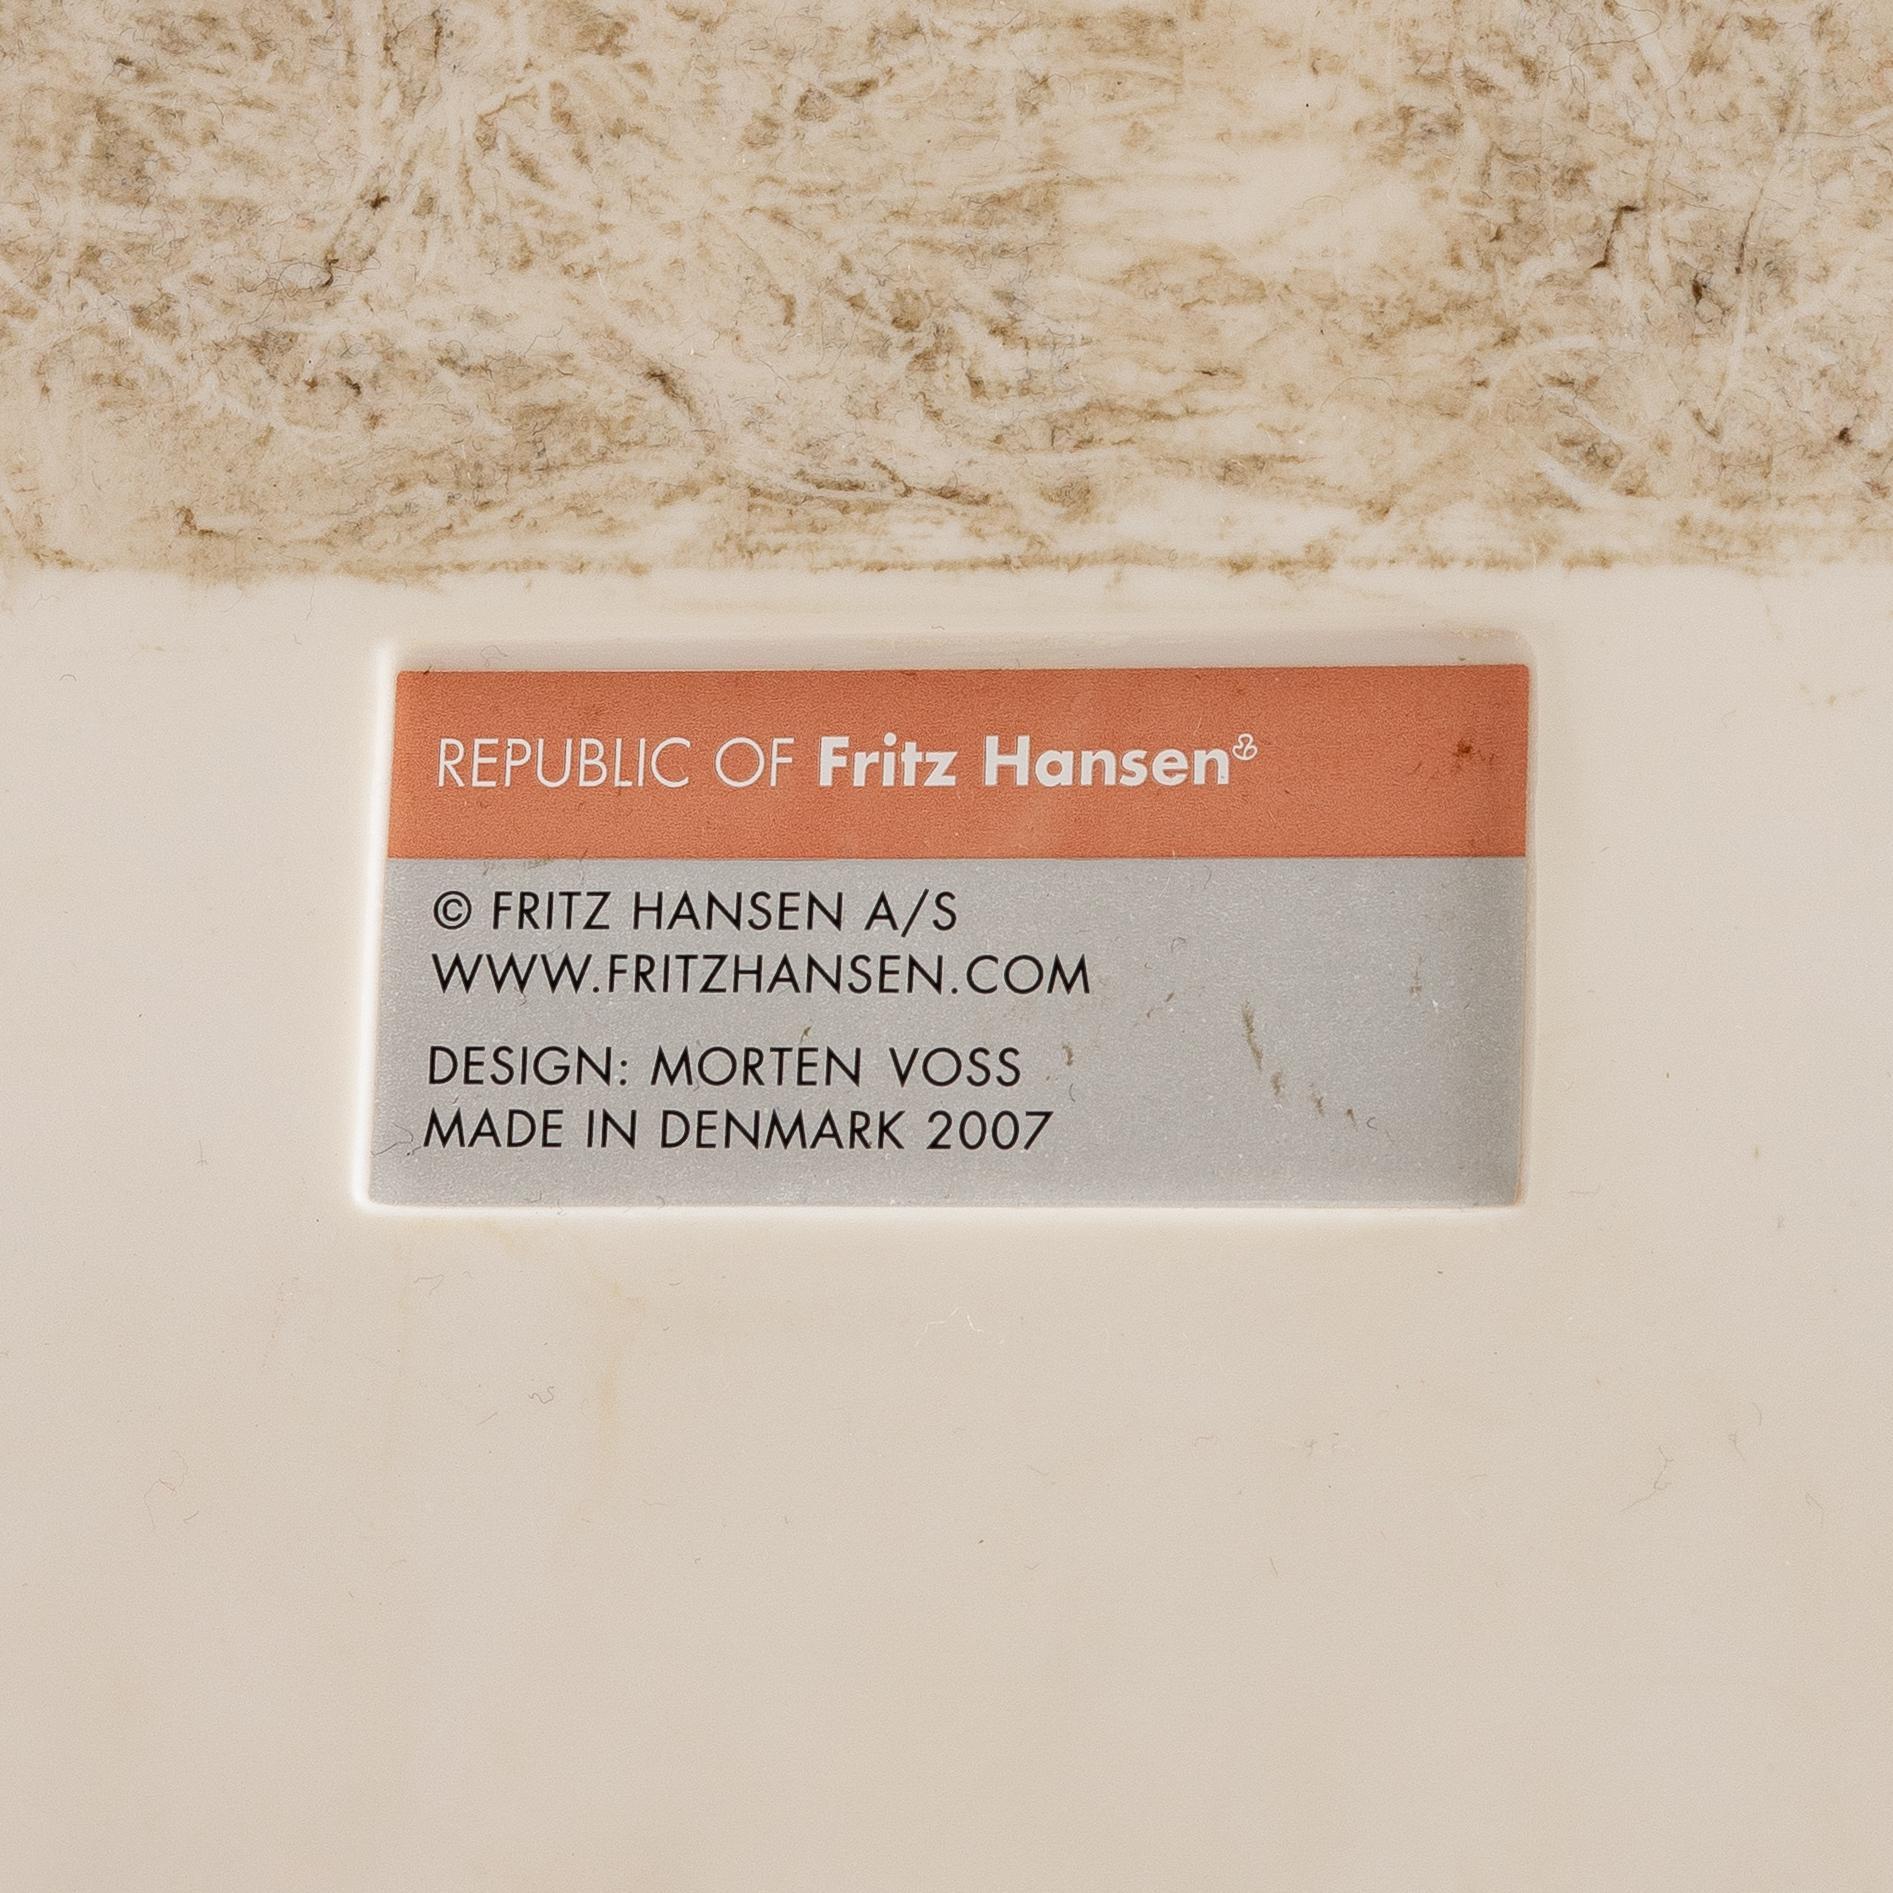 REPUBLIC OF Fritz Hansen
© FRITZ HANSEN A/S
WWW.FRITZHANSEN.COM
DESIGN: MORTEN VOSS
MADE IN DENMARK 2007